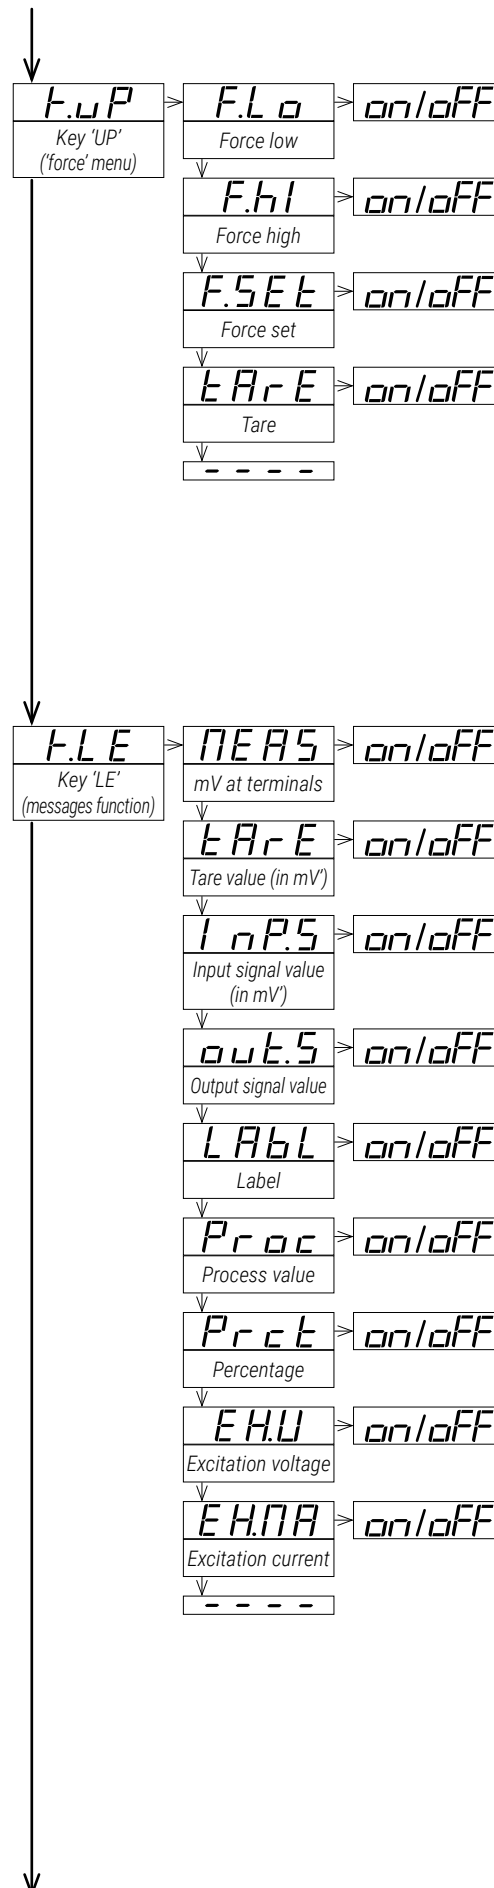 k.uP
F.Lo
on/oFF
Key ‘UP’
(‘force’ menu)
Force low
F.hI
on/oFF
Force high
F.SEt
on/oFF
Force set
tArE
on/oFF
Tare
- - - -
k.LE
MEAS
on/oFF
Key ‘LE’
(messages function)
mV at terminals
tArE
on/oFF
Tare value (in mV’)
InP.S
on/oFF
Input signal value
(in mV’)
out.S
on/oFF
Output signal value
LAbL
on/oFF
Label
Proc
on/oFF
Process value
Prct
on/oFF
Percentage
EH.U
on/oFF
Excitation voltage
EH.MA
on/oFF
Excitation current
- - - -